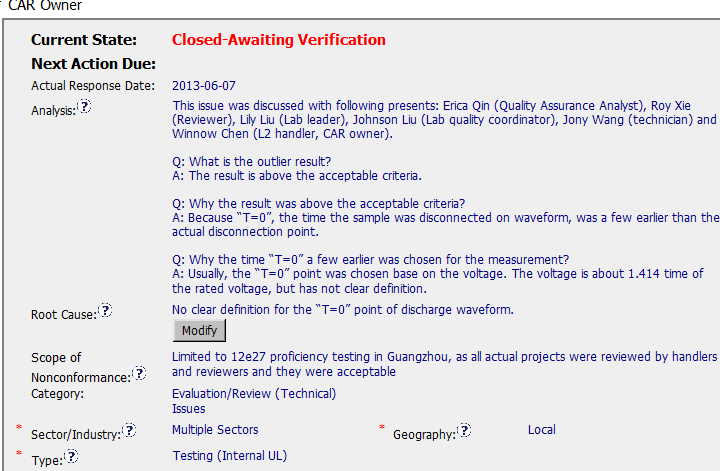 CAR Owner
Current State: Closed-Awaiting Verification
Next Action Due:
Actual Response Date: 2013-06-07
Analysis:? This issue was discussed with following presents: Erica Qin (Quality Assurance Analyst), Roy Xie
(Reviewer), Lily Liu (Lab leader), Johnson Liu (Lab quality coordinator), Jony Wang (technician) and
Winnow Chen (L2 handler, CAR owner).
Q: What is the outlier result?
A: The result is above the acceptable criteria.
Q: Why the result was above the acceptable criteria?
A: Because “T=0”, the time the sample was disconnected on waveform, was a few earlier than the
actual disconnection point.
Q: Why the time “T=0” a few earlier was chosen for the measurement?
A: Usually, the “T=0” point was chosen base on the voltage. The voltage is about 1.414 time of
the rated voltage, but has not clear definition.
Root Cause:? No clear definition for the “T=0” point of discharge waveform.
Modify
Scope of Limited to 12e27 proficiency testing in Guangzhou, as all actual projects were reviewed by handlers
Nonconformance:? and reviewers and they were acceptable
Category: Evaluation/Review (Technical)
Issues
* Sector/Industry:? Multiple Sectors * Geography:? Local
* Type:? Testing (Internal UL)